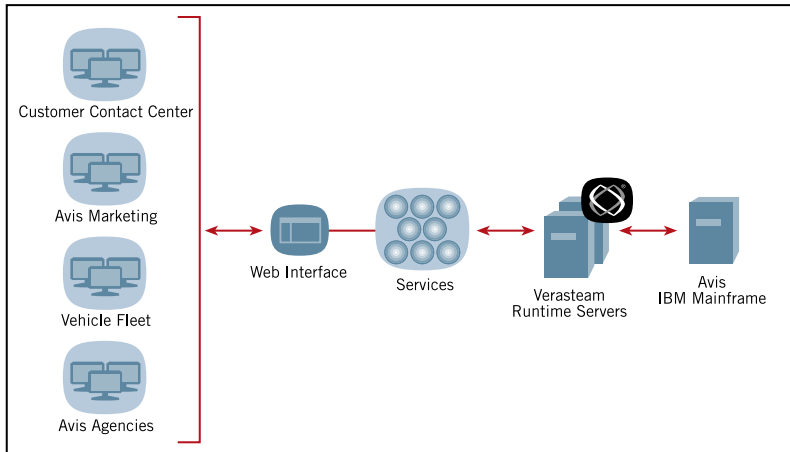 Customer Contact Center
Avis Marketing
Vehicle Fleet
Avis Agencies
Web Interface
Services
Verasteam
Runtime Servers
Avis
IBM Mainframe
®